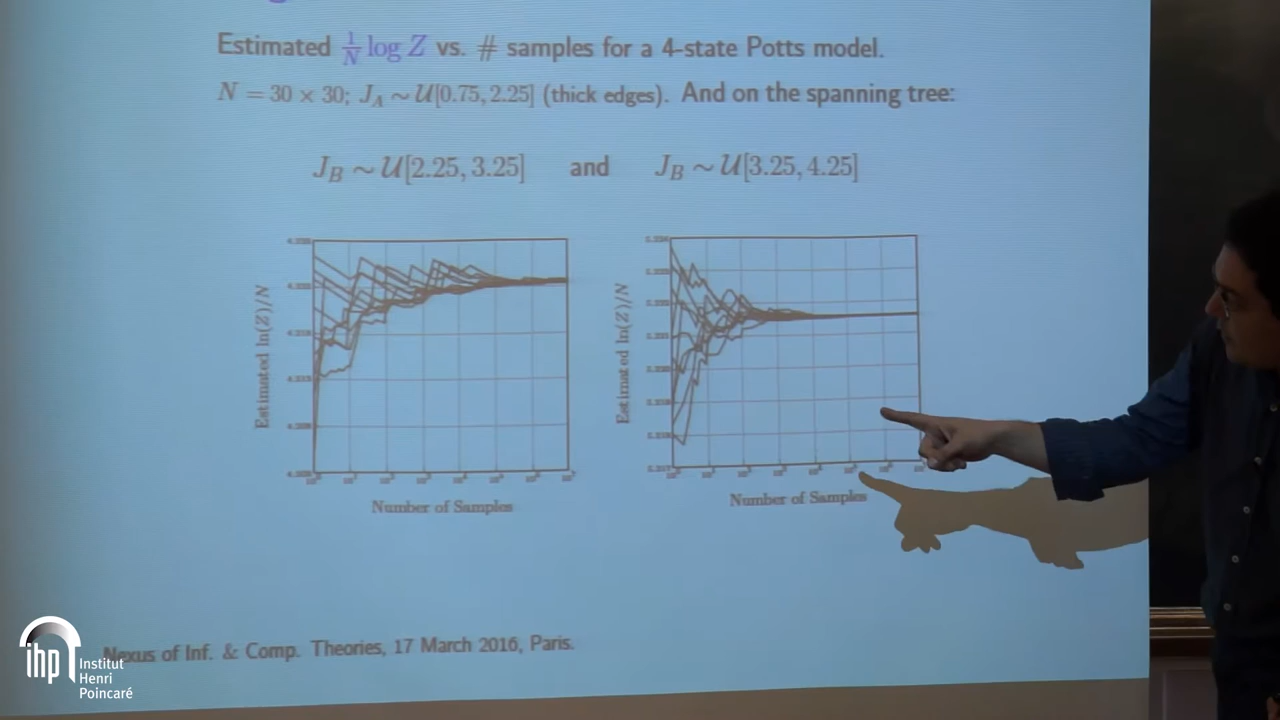 Estimated 1/N log Z vs. # samples for a 4-state Potts model.
N = 30 × 30; J_A ∼ U[0.75, 2.25] (thick edges). And on the spanning tree:
J_B ∼ U[2.25, 3.25] and J_B ∼ U[3.25, 4.25]
Estimated ln(Z)/N
Number of Samples
Estimated ln(Z)/N
Number of Samples
Nexus of Inf. & Comp. Theories, 17 March 2016, Paris.
ihp
Institut
Henri
Poincaré